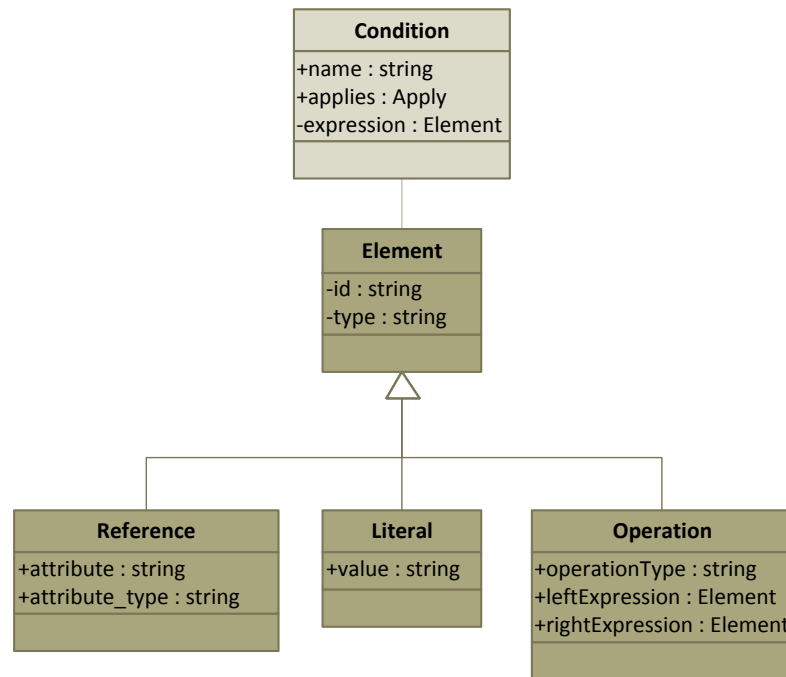 Condition
+name : string
+applies : Apply
-expression : Element
Element
-id : string
-type : string
Reference
+attribute : string
+attribute_type : string
Literal
+value : string
Operation
+operationType : string
+leftExpression : Element
+rightExpression : Element